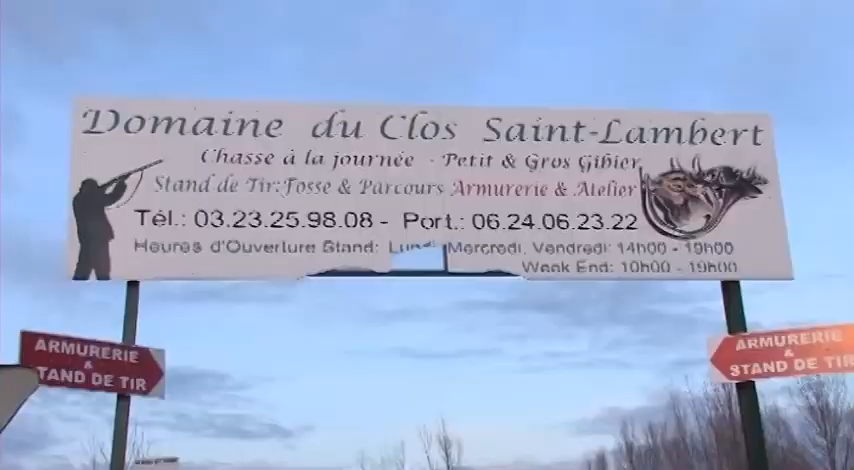 Domaine du Clos Saint-Lambert
Chasse à la journée - Petit & Gros Gibier
Stand de Tir: Fosse & Parcours Armurerie & Atelier
Tél.: 03.23.25.98.08 - Port.: 06.24.06.23.22
Heures d'Ouverture Stand: Lundi, Mercredi, Vendredi: 14h00 - 19h00
Week End: 10h00 - 19h00
ARMURERIE
&
TAND DE TIR
ARMURERIE
&
STAND DE TIR